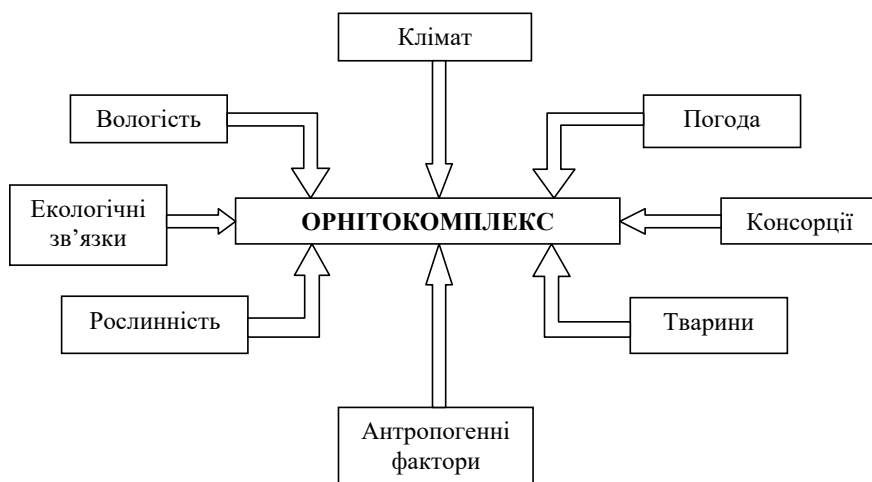 Клімат
Вологість
Погода
Екологічні
зв’язки
ОРНІТОКОМПЛЕКС
Консорції
Рослинність
Тварини
Антропогенні
фактори